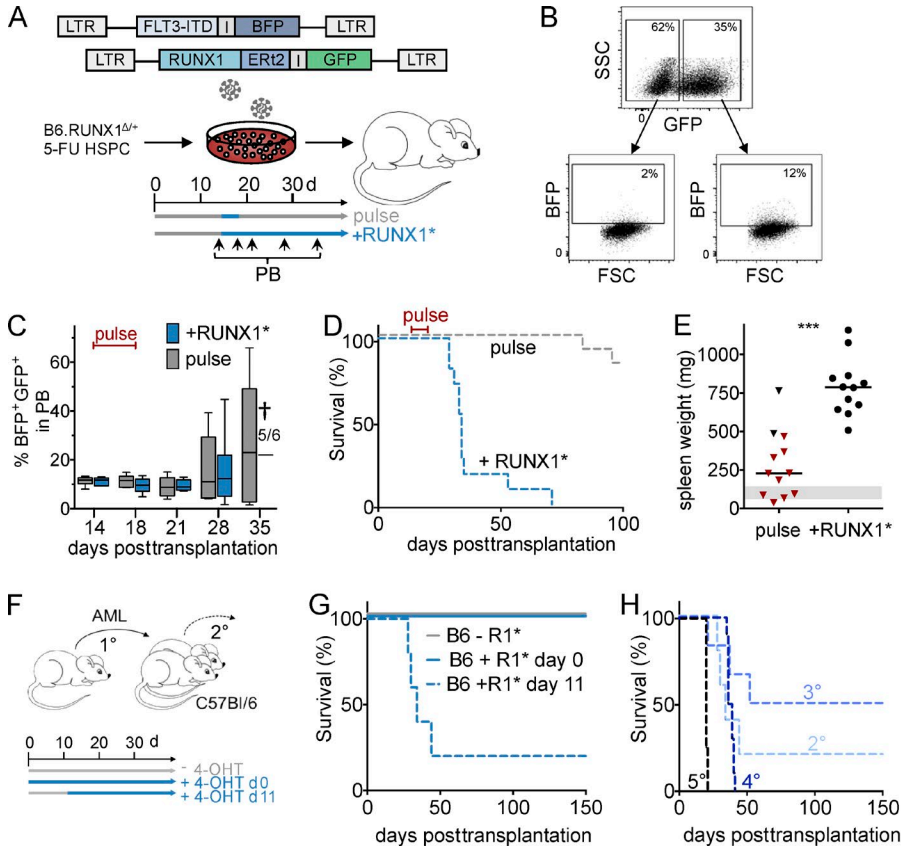 A
LTR FLT3-ITD I BFP LTR
LTR RUNX1 ERt2 I GFP LTR
B6.RUNX1Δ/+
5-FU HSPC
0 10 20 30 d
pulse
+RUNX1*
PB
B
62% 35%
SSC
0
GFP
2% 12%
BFP BFP
0 0
FSC FSC
C
pulse
+RUNX1*
pulse
% BFP+GFP+
in PB
60
40
20
0
†
5/6
14 18 21 28 35
days posttransplantation
D
pulse
pulse
+ RUNX1*
Survival (%)
100
50
0
0 50 100
days posttransplantation
E
***
spleen weight (mg)
1000
750
500
250
0
pulse +RUNX1*
F
AML
1° 2°
C57Bl/6
0 10 30 d
- 4-OHT
+ 4-OHT d0
+ 4-OHT d11
G
Survival (%)
100
50
0
B6 - R1*
B6 + R1* day 0
B6 +R1* day 11
0 50 100 150
days posttransplantation
H
Survival (%)
100
50
0
3°
2°
5° 4°
0 50 100 150
days posttransplantation